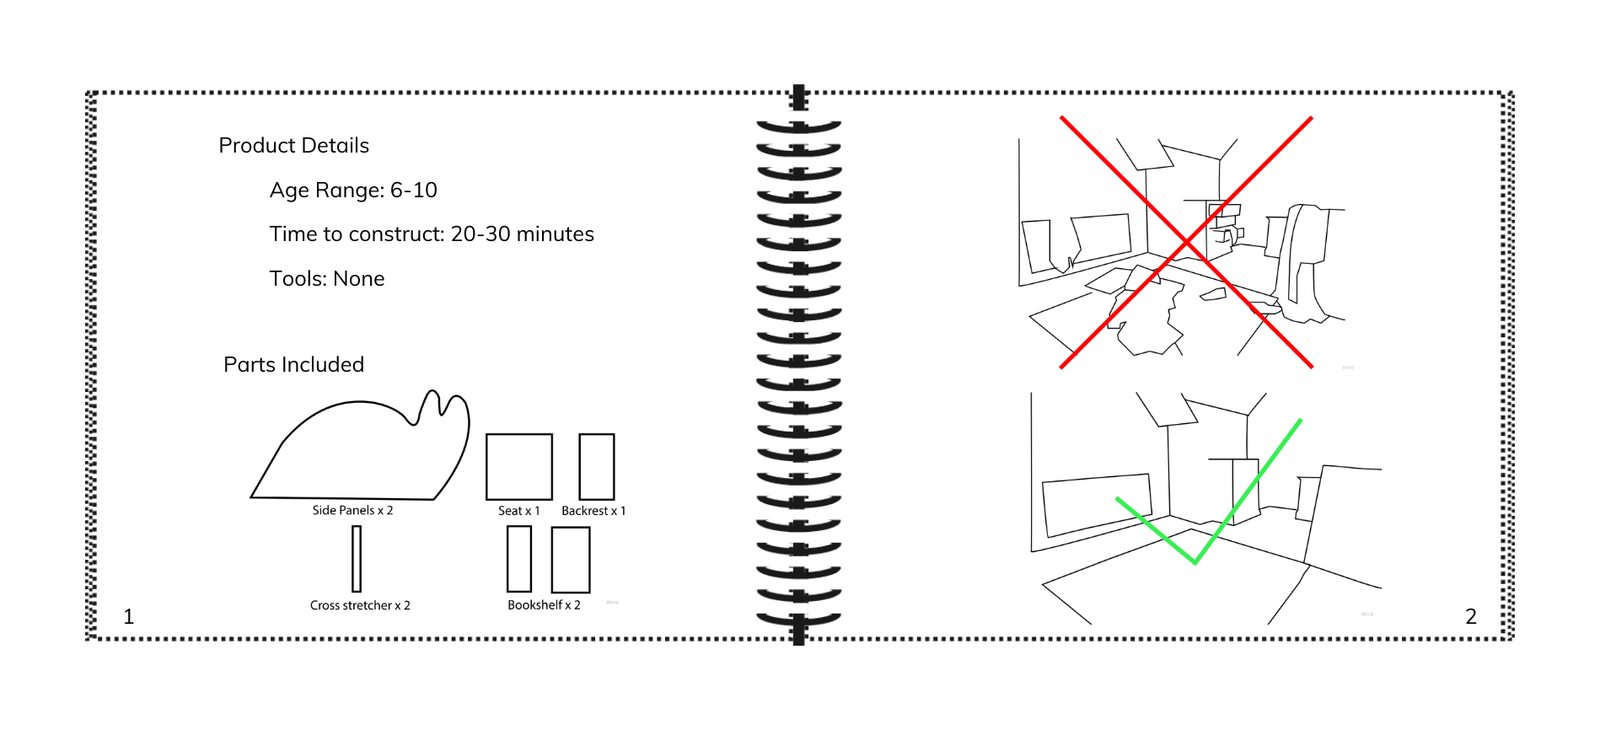 Product Details
Age Range: 6-10
Time to construct: 20-30 minutes
Tools: None
Parts Included
Side Panels x 2
Seat x 1
Backrest x 1
Cross stretcher x 2
Bookshelf x 2
1
2